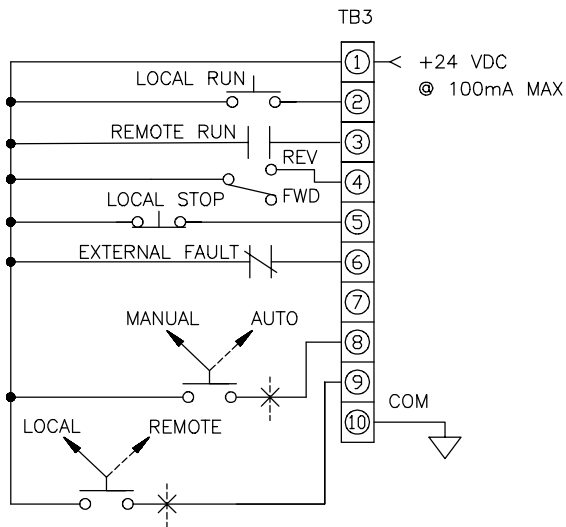 TB3
① +24 VDC
@ 100mA MAX
LOCAL RUN ②
REMOTE RUN ③
REV
④
FWD
LOCAL STOP ⑤
EXTERNAL FAULT ⑥
⑦
MANUAL AUTO
⑧
⑨
COM
⑩
LOCAL REMOTE